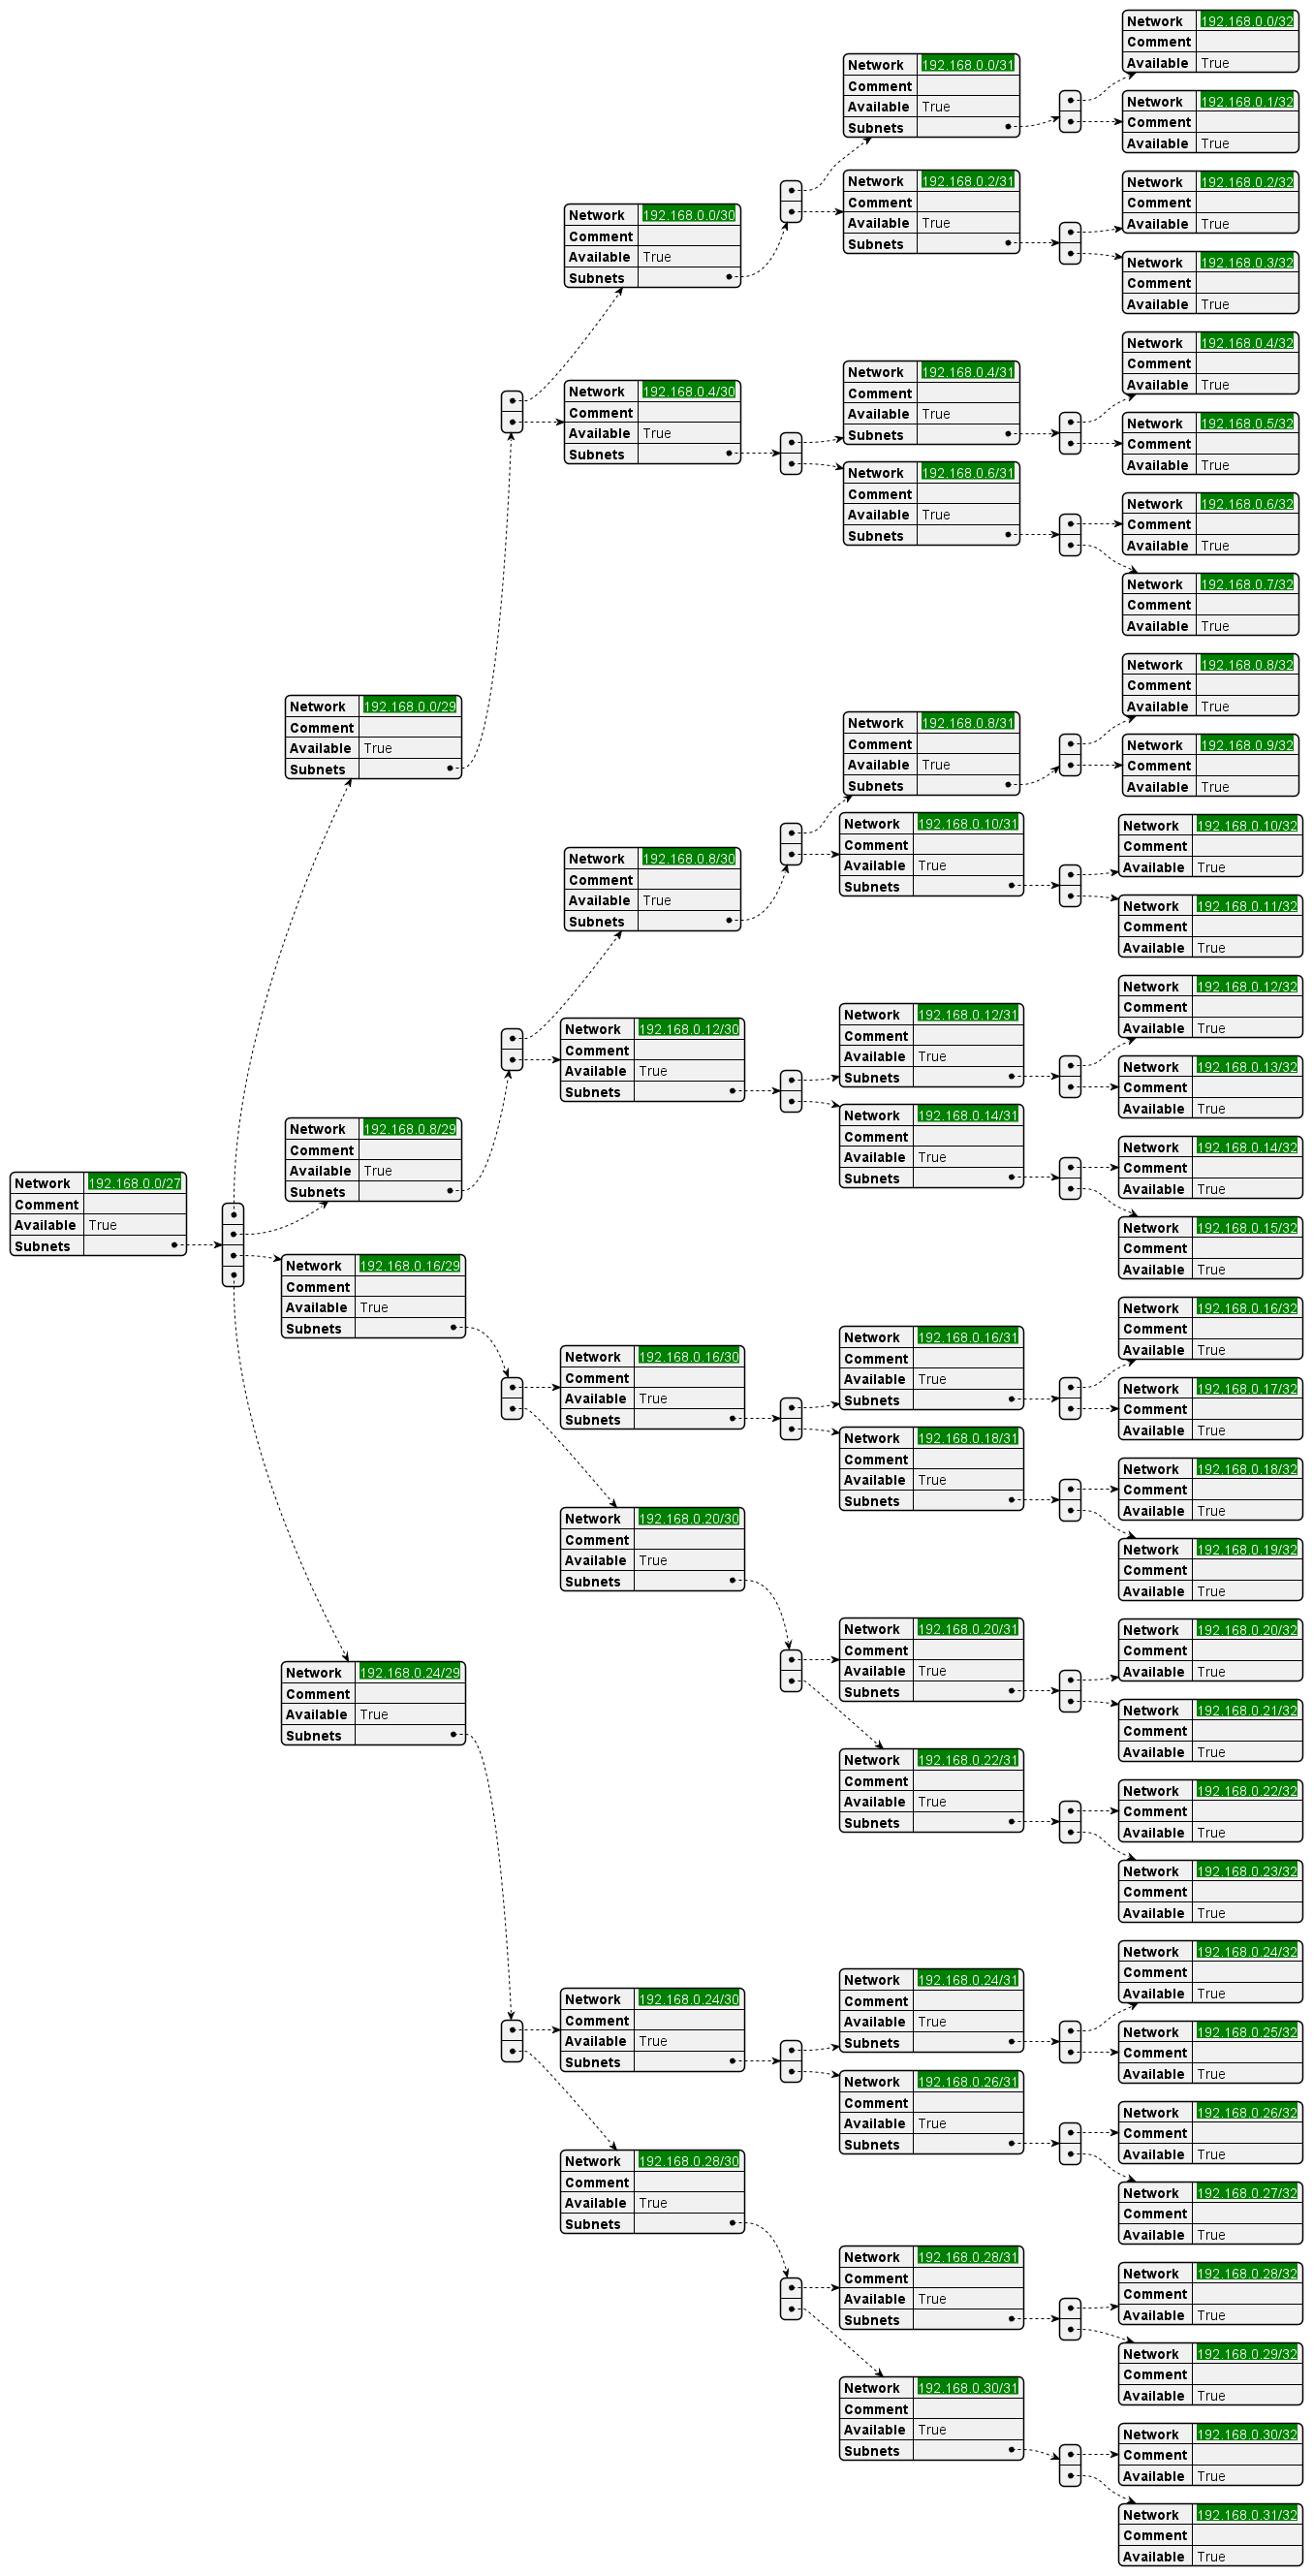 Network 192.168.0.0/27
Comment
Available True
Subnets
Network 192.168.0.0/29
Comment
Available True
Subnets
Network 192.168.0.8/29
Comment
Available True
Subnets
Network 192.168.0.16/29
Comment
Available True
Subnets
Network 192.168.0.24/29
Comment
Available True
Subnets
Network 192.168.0.0/30
Comment
Available True
Subnets
Network 192.168.0.4/30
Comment
Available True
Subnets
Network 192.168.0.8/30
Comment
Available True
Subnets
Network 192.168.0.12/30
Comment
Available True
Subnets
Network 192.168.0.16/30
Comment
Available True
Subnets
Network 192.168.0.20/30
Comment
Available True
Subnets
Network 192.168.0.24/30
Comment
Available True
Subnets
Network 192.168.0.28/30
Comment
Available True
Subnets
Network 192.168.0.0/31
Comment
Available True
Subnets
Network 192.168.0.2/31
Comment
Available True
Subnets
Network 192.168.0.4/31
Comment
Available True
Subnets
Network 192.168.0.6/31
Comment
Available True
Subnets
Network 192.168.0.8/31
Comment
Available True
Subnets
Network 192.168.0.10/31
Comment
Available True
Subnets
Network 192.168.0.12/31
Comment
Available True
Subnets
Network 192.168.0.14/31
Comment
Available True
Subnets
Network 192.168.0.16/31
Comment
Available True
Subnets
Network 192.168.0.18/31
Comment
Available True
Subnets
Network 192.168.0.20/31
Comment
Available True
Subnets
Network 192.168.0.22/31
Comment
Available True
Subnets
Network 192.168.0.24/31
Comment
Available True
Subnets
Network 192.168.0.26/31
Comment
Available True
Subnets
Network 192.168.0.28/31
Comment
Available True
Subnets
Network 192.168.0.30/31
Comment
Available True
Subnets
Network 192.168.0.0/32
Comment
Available True
Network 192.168.0.1/32
Comment
Available True
Network 192.168.0.2/32
Comment
Available True
Network 192.168.0.3/32
Comment
Available True
Network 192.168.0.4/32
Comment
Available True
Network 192.168.0.5/32
Comment
Available True
Network 192.168.0.6/32
Comment
Available True
Network 192.168.0.7/32
Comment
Available True
Network 192.168.0.8/32
Comment
Available True
Network 192.168.0.9/32
Comment
Available True
Network 192.168.0.10/32
Comment
Available True
Network 192.168.0.11/32
Comment
Available True
Network 192.168.0.12/32
Comment
Available True
Network 192.168.0.13/32
Comment
Available True
Network 192.168.0.14/32
Comment
Available True
Network 192.168.0.15/32
Comment
Available True
Network 192.168.0.16/32
Comment
Available True
Network 192.168.0.17/32
Comment
Available True
Network 192.168.0.18/32
Comment
Available True
Network 192.168.0.19/32
Comment
Available True
Network 192.168.0.20/32
Comment
Available True
Network 192.168.0.21/32
Comment
Available True
Network 192.168.0.22/32
Comment
Available True
Network 192.168.0.23/32
Comment
Available True
Network 192.168.0.24/32
Comment
Available True
Network 192.168.0.25/32
Comment
Available True
Network 192.168.0.26/32
Comment
Available True
Network 192.168.0.27/32
Comment
Available True
Network 192.168.0.28/32
Comment
Available True
Network 192.168.0.29/32
Comment
Available True
Network 192.168.0.30/32
Comment
Available True
Network 192.168.0.31/32
Comment
Available True